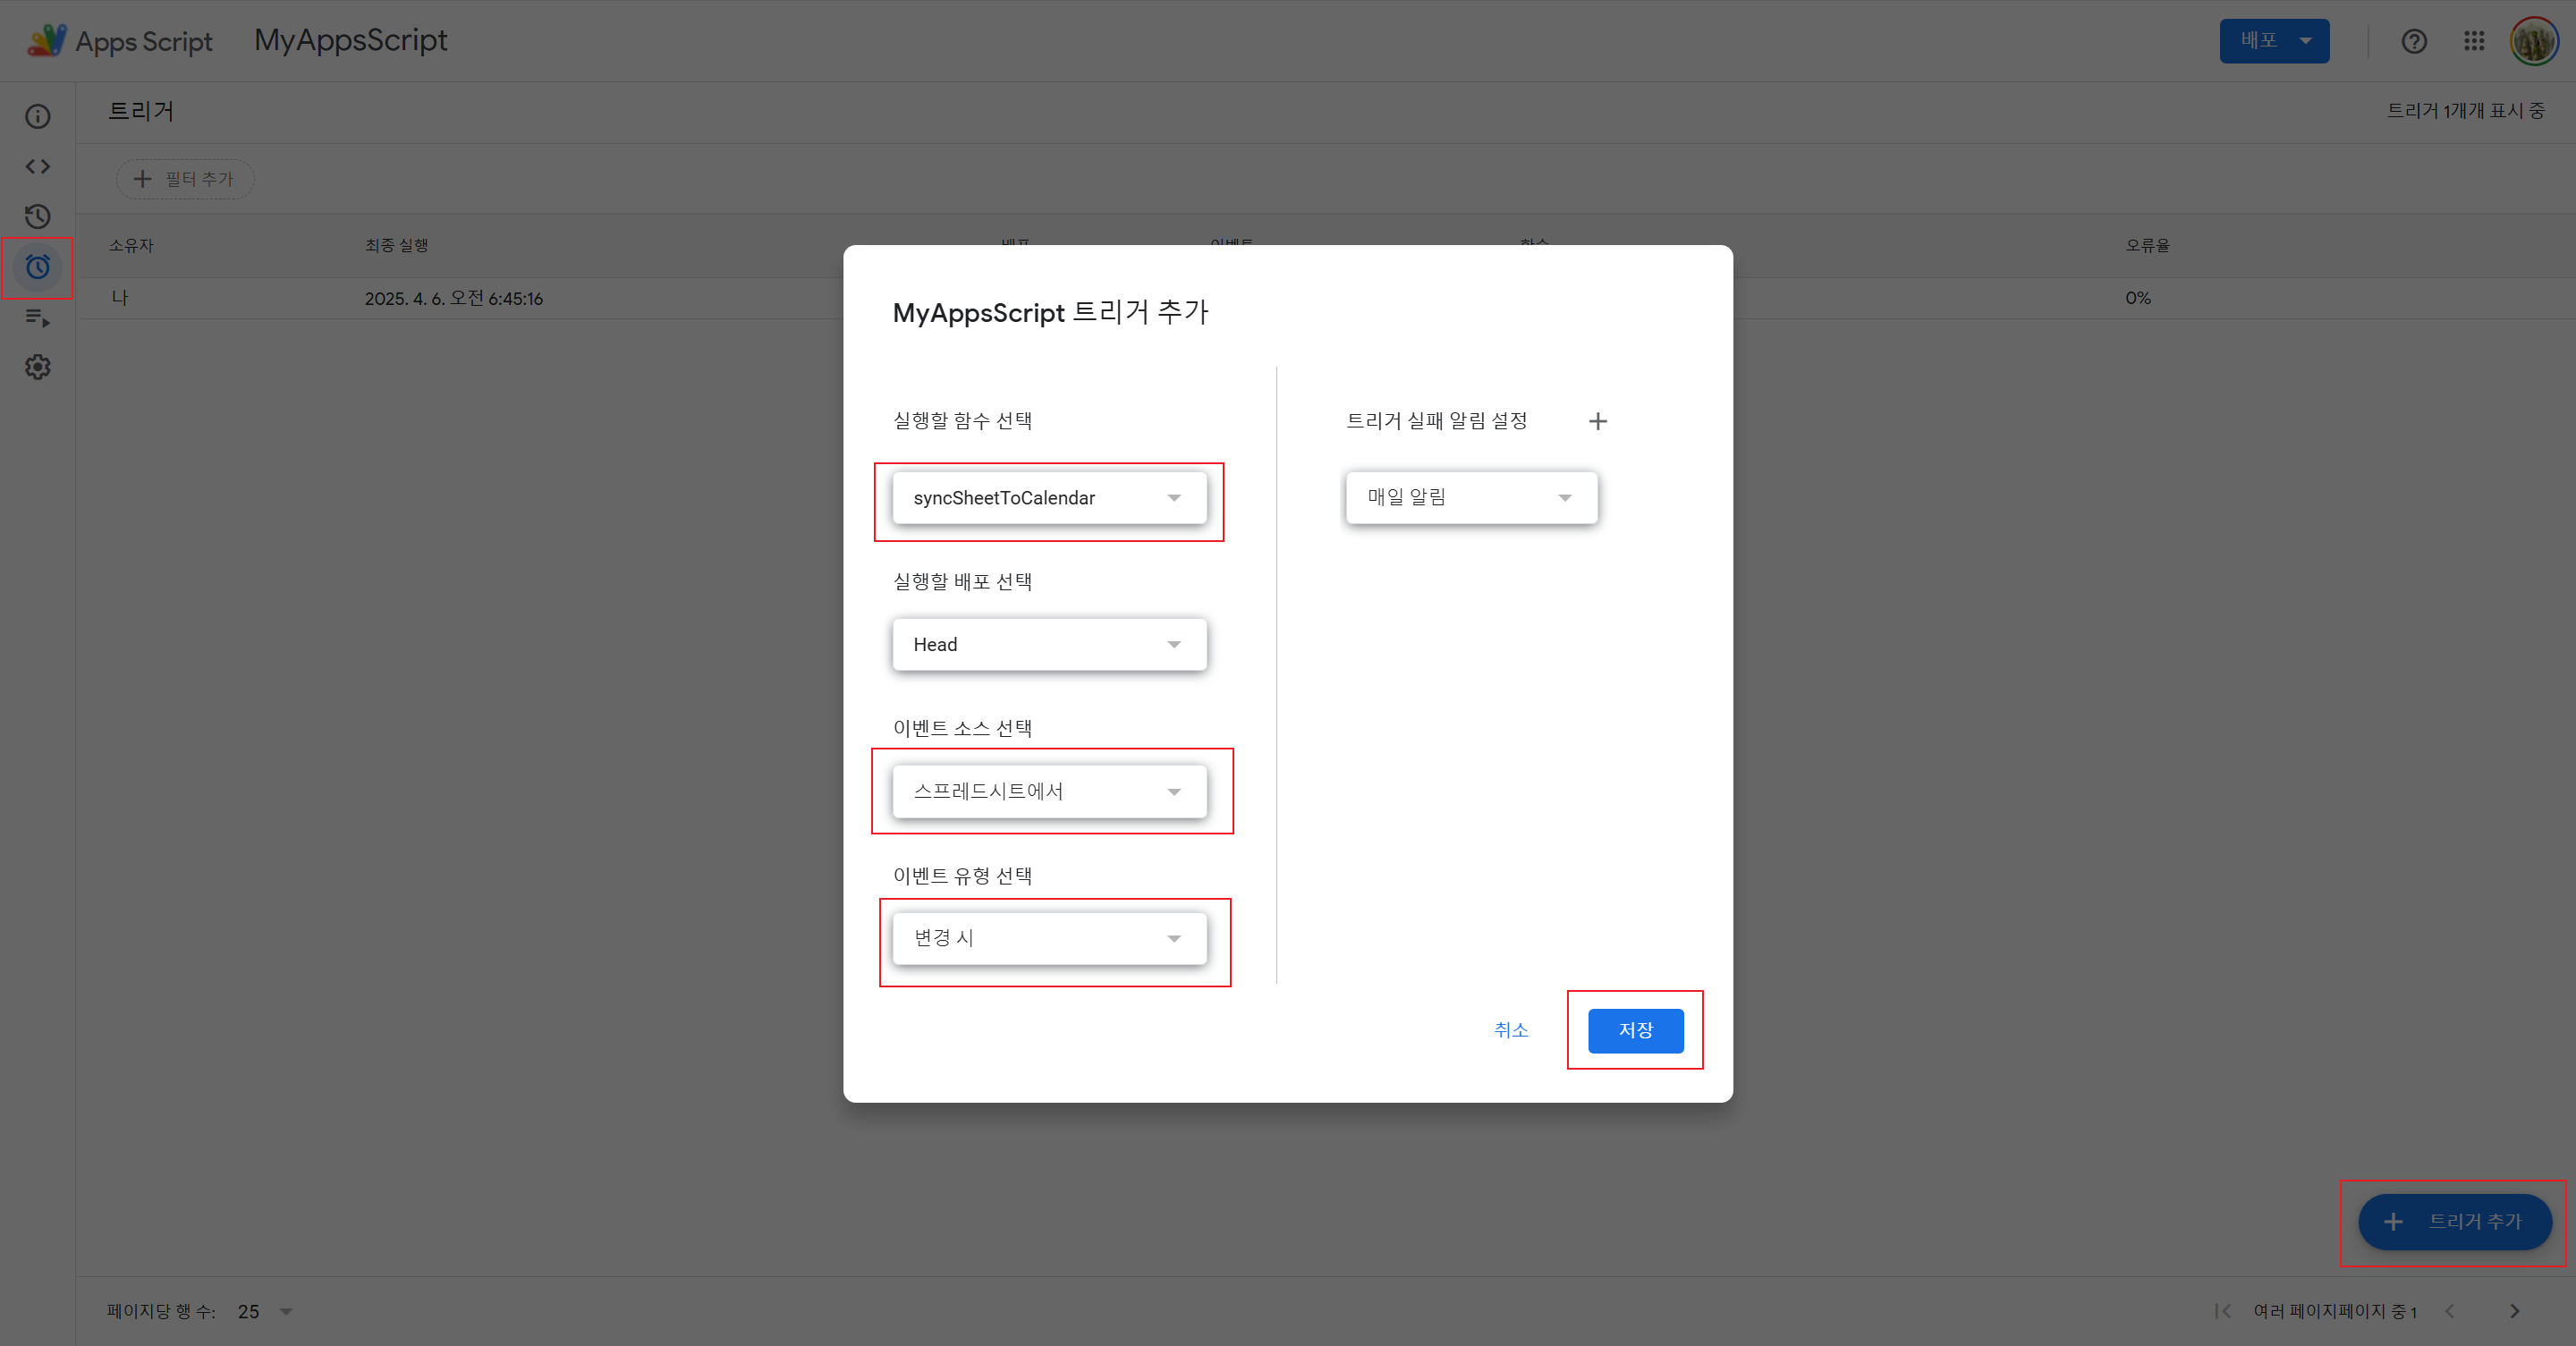 Apps Script MyAppsScript 배포
트리거 트리거 1개개 표시 중
필터 추가
소유자 최종 실행 배포 이벤트 함수 오류율
나 2025. 4. 6. 오전 6:45:16 0%
MyAppsScript 트리거 추가
실행할 함수 선택
syncSheetToCalendar
실행할 배포 선택
Head
이벤트 소스 선택
스프레드시트에서
이벤트 유형 선택
변경 시
트리거 실패 알림 설정
매일 알림
취소 저장
트리거 추가
페이지당 행 수: 25 여러 페이지페이지 중 1